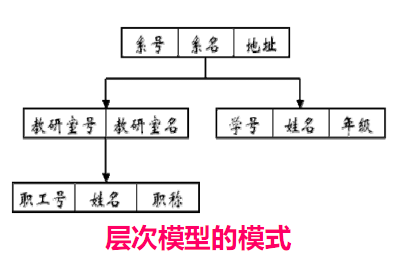 系号 系名 地址
教研室号 教研室名 学号 姓名 年级
职工号 姓名 职称
层次模型的模式